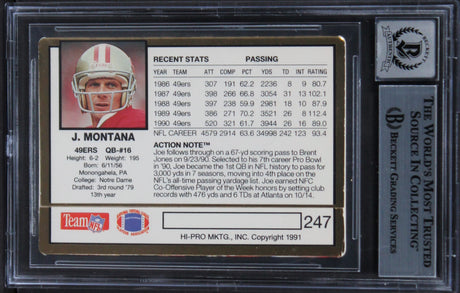 RECENT STATS PASSING
YEAR TEAM ATT COMP PCT YDS TD INT RATING
1986 49ers 307 191 62.2 2236 8 9 80.7
1987 49ers 398 266 66.8 3054 31 13 102.1
1988 49ers 397 238 59.9 2981 18 10 87.9
1989 49ers 386 271 70.2 3521 26 8 112.4
1990 49ers 520 321 61.7 3944 26 16 89.0
NFL CAREER 4579 2914 63.6 34,998 242 123 93.4
J. MONTANA
49ERS QB-#16
Height: 6-2 Weight: 195
Born: 6/11/56
Monongahela, PA
College: Notre Dame
Drafted: 3rd round '79
13th year
ACTION NOTE
Joe follows through on a 67-yd scoring pass to Brent
Jones on 9/23/90. Selected to his 7th career Pro Bowl
in '90, Joe became the 1st QB in NFL history to pass for
3,000 yards in 7 seasons, moving into 4th place on the
NFL's all-time passing yardage list. Joe earned NFC
Co-Offensive Player of the Week honors by setting club
records with 476 yds and 6 TDs at Atlanta on 10/14.
Team NFL
247
HI-PRO MKTG., INC. Copyright 1991
BECKETT
THE WORLD'S MOST TRUSTED
SOURCE IN COLLECTING™
BECKETT GRADING SERVICES